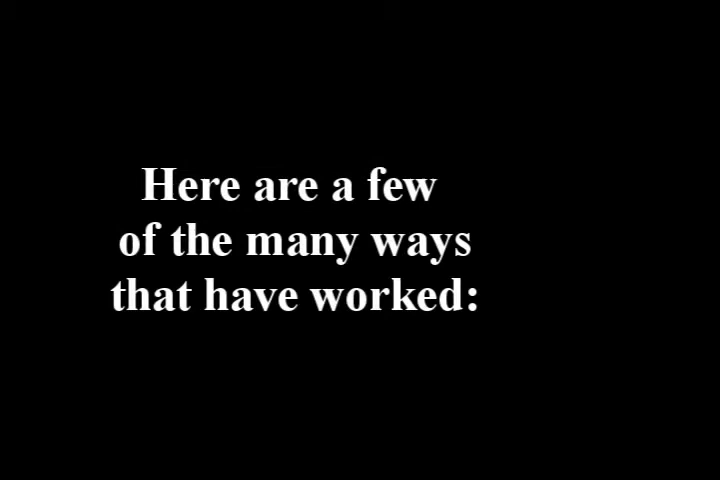 Here are a few
of the many ways
that have worked: